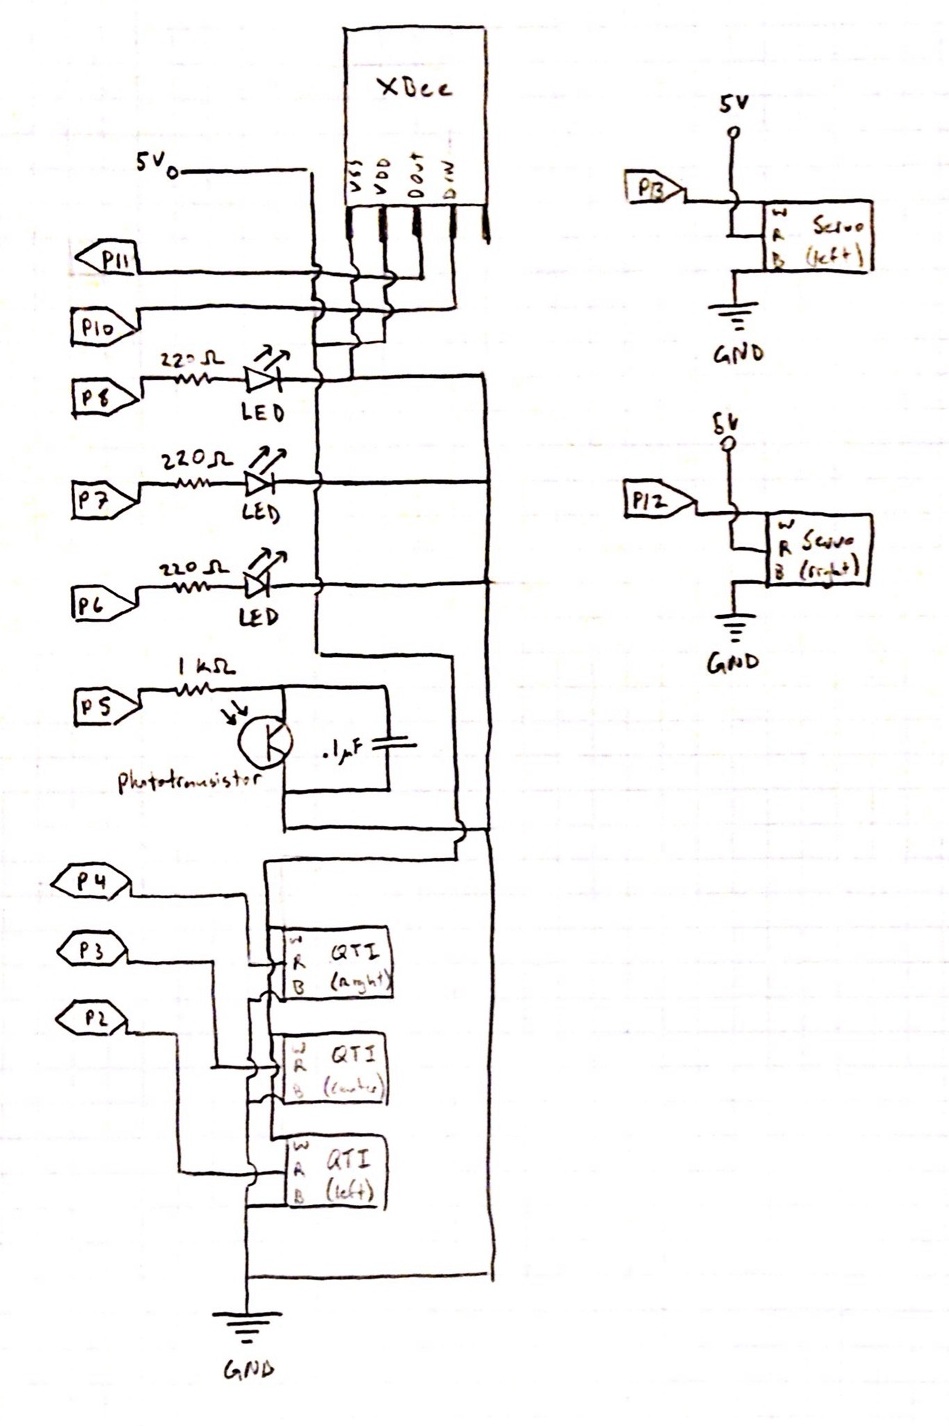 XBee
VSS
VDD
DOUT
DIN
5V
P11
P10
220Ω
P8
LED
220Ω
P7
LED
220Ω
P6
LED
1kΩ
P5
.1µF
phototransistor
P4
W
R
B
QTI
(right)
P3
W
R
B
QTI
(center)
P2
W
R
B
QTI
(left)
GND
5V
P13
W
R
B
Servo
(left)
GND
5V
P12
W
R
B
Servo
(right)
GND